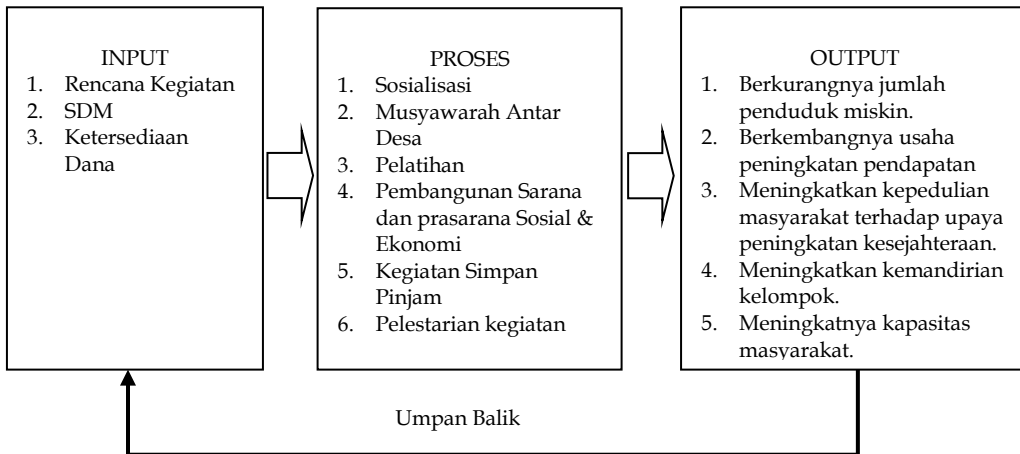 INPUT
1. Rencana Kegiatan
2. SDM
3. Ketersediaan
Dana
PROSES
1. Sosialisasi
2. Musyawarah Antar
Desa
3. Pelatihan
4. Pembangunan Sarana
dan prasarana Sosial &
Ekonomi
5. Kegiatan Simpan
Pinjam
6. Pelestarian kegiatan
OUTPUT
1. Berkurangnya jumlah
penduduk miskin.
2. Berkembangnya usaha
peningkatan pendapatan
3. Meningkatkan kepedulian
masyarakat terhadap upaya
peningkatan kesejahteraan.
4. Meningkatkan kemandirian
kelompok.
5. Meningkatnya kapasitas
masyarakat.
Umpan Balik